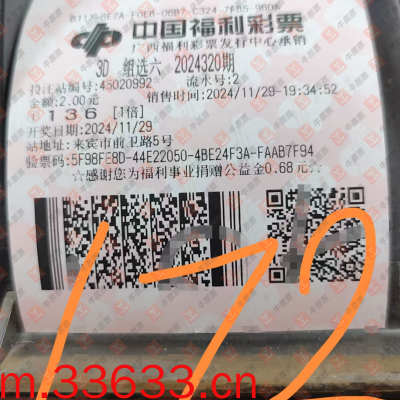 中国福利彩票
广西福利彩票发行中心承销
3D 组选六 2024320期
投注站编号:45020992 流水号:2
金额:2.00元 销售时间:2024/11/29-19:34:52
136 [1倍]
开奖日期:2024/11/29
站址:来宾市前卫路5号
验票码:5F98FE8D-44E22050-4BE24F3A-FAAB7F94
☆感谢您为福利事业捐赠公益金0.68元☆
172
m.33633.cn